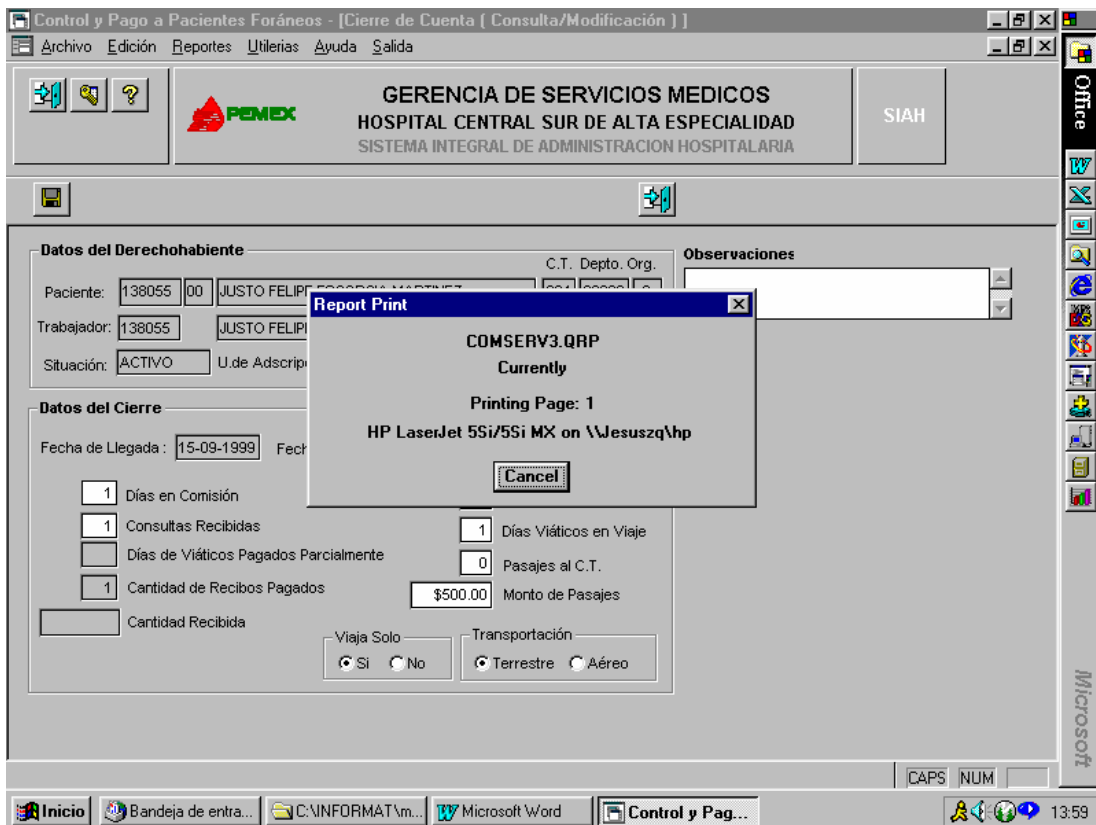 Control y Pago a Pacientes Foráneos - [Cierre de Cuenta ( Consulta/Modificación ) ]
Archivo Edición Reportes Utilerias Ayuda Salida
PEMEX
GERENCIA DE SERVICIOS MEDICOS
HOSPITAL CENTRAL SUR DE ALTA ESPECIALIDAD
SISTEMA INTEGRAL DE ADMINISTRACION HOSPITALARIA
SIAH
Office
Datos del Derechohabiente
C.T. Depto. Org.
Observaciones
Paciente: 138055 00 JUSTO FELIPE
Trabajador: 138055 JUSTO FELIP
Situación: ACTIVO U.de Adscrip
Report Print
COMSERV3.QRP
Currently
Printing Page: 1
HP LaserJet 5Si/5Si MX on \\Jesuszq\hp
Cancel
Datos del Cierre
Fecha de Llegada : 15-09-1999 Fech
1 Días en Comisión
1 Consultas Recibidas
1 Días Viáticos en Viaje
Días de Viáticos Pagados Parcialmente
0 Pasajes al C.T.
1 Cantidad de Recibos Pagados
$500.00 Monto de Pasajes
Cantidad Recibida
Viaja Solo
Si No
Transportación
Terrestre Aéreo
Microsoft
CAPS NUM
Inicio Bandeja de entra... C:\INFORMAT\m... Microsoft Word Control y Pag... 13:59